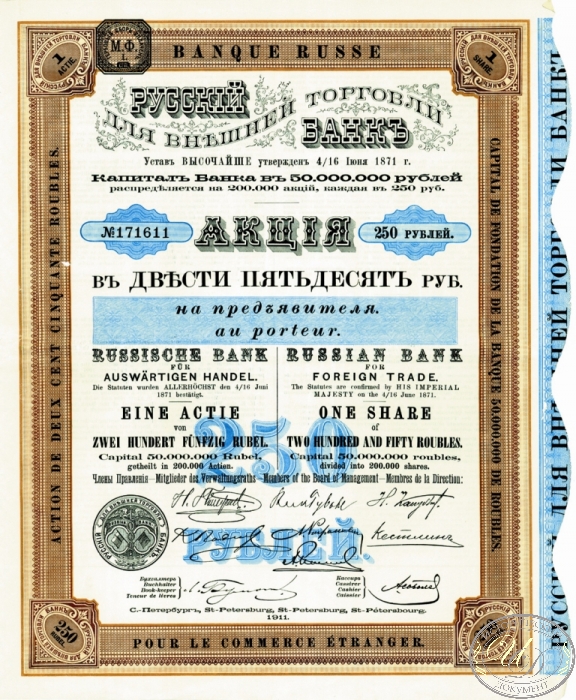 1
ACTIE
М.Ф.
BANQUE RUSSE
1
SHARE
РУССКІЙ
ДЛЯ ВНѢШНЕЙ ТОРГОВЛИ
БАНКЪ
Уставъ ВЫСОЧАЙШЕ утвержденъ 4/16 Іюня 1871 г.
Капиталъ Банка въ 50.000.000 рублей
распредѣляется на 200.000 акцій, каждая въ 250 руб.
№171611
АКЦІЯ
250 РУБЛЕЙ.
ВЪ ДВѢСТИ ПЯТЬДЕСЯТЪ РУБ.
на предъявителя.
au porteur.
RUSSISCHE BANK
FÜR
AUSWÄRTIGEN HANDEL.
Die Statuten wurden ALLERHÖCHST den 4/16 Juni
1871 bestätigt.
EINE ACTIE
von
ZWEI HUNDERT FÜNFZIG RUBEL.
Capital 50.000.000 Rubel,
getheilt in 200.000 Actien.
RUSSIAN BANK
FOR
FOREIGN TRADE.
The Statutes are confirmed by HIS IMPERIAL
MAJESTY on the 4/16 June 1871.
ONE SHARE
of
TWO HUNDRED AND FIFTY ROUBLES.
Capital 50.000.000 roubles,
divided into 200.000 shares.
250
РУБЛЕЙ.
Члены Правленія—Mitglieder des Verwaltungsraths—Members of the Board of Management—Membres de la Direction:
Бухгалтеръ
Buchhalter
Book-keeper
Teneur de livres
Кассиръ
Cassirer
Cashier
Caissier
С.-Петербургъ, St-Petersburg, St-Petersburg, St-Pétersbourg.
1911.
250
POUR LE COMMERCE ÉTRANGER.
ACTION DE DEUX CENT CINQUANTE ROUBLES.
CAPITAL DE FONDATION DE LA BANQUE 50.000.000 DE ROUBLES.
РУССКІЙ ДЛЯ ВНѢШНЕЙ ТОРГОВЛИ БАНКЪ
ДОКУМЕНТ